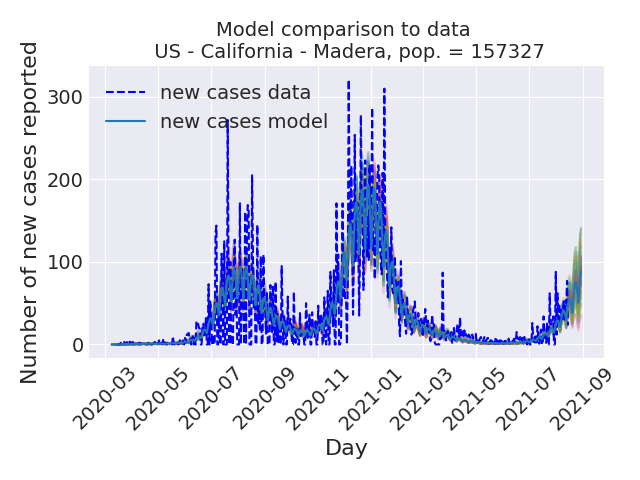 Model comparison to data
US - California - Madera, pop. = 157327
Number of new cases reported
300
200
100
0
new cases data
new cases model
2020-03
2020-05
2020-07
2020-09
2020-11
2021-01
2021-03
2021-05
2021-07
2021-09
Day